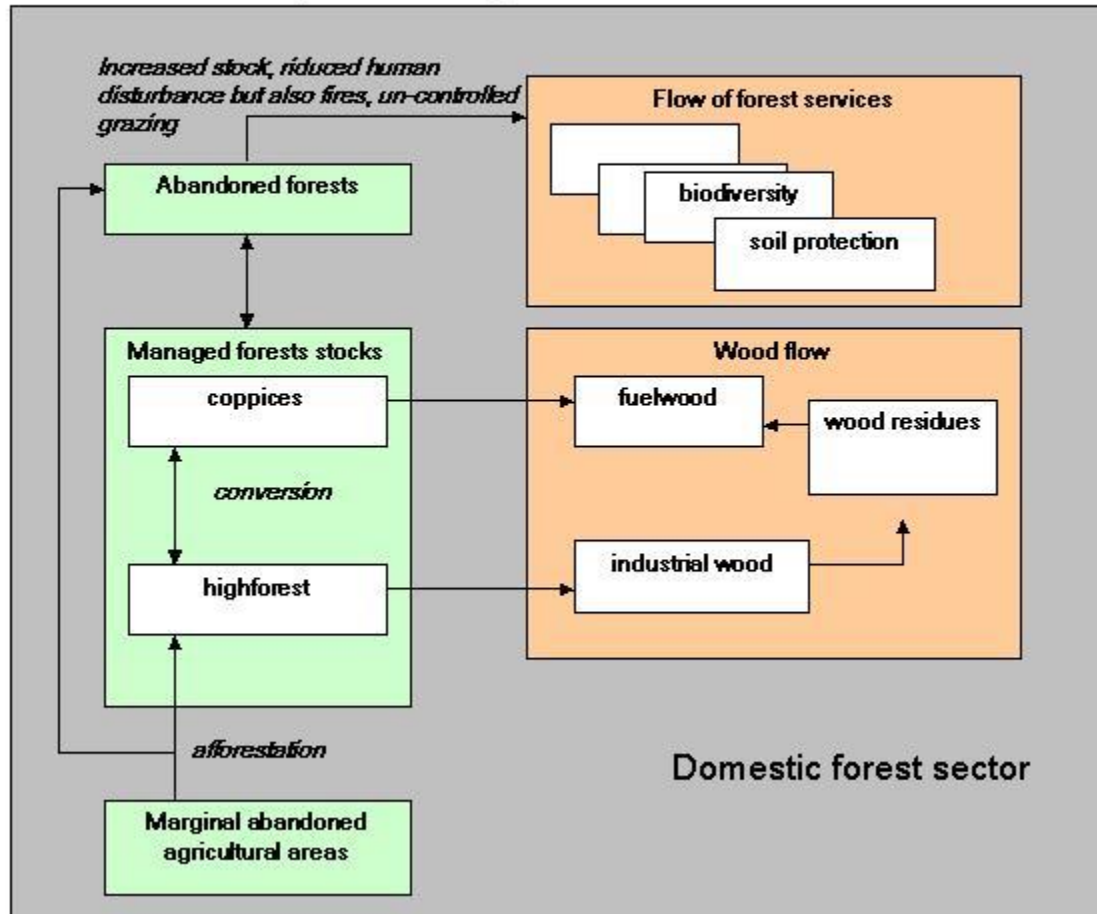 Increased stock, riduced human
disturbance but also fires, un-controlled
grazing
Flow of forest services
biodiversity
soil protection
Abandoned forests
Managed forests stocks
coppices
conversion
highforest
Wood flow
fuelwood
wood residues
industrial wood
afforestation
Domestic forest sector
Marginal abandoned
agricultural areas